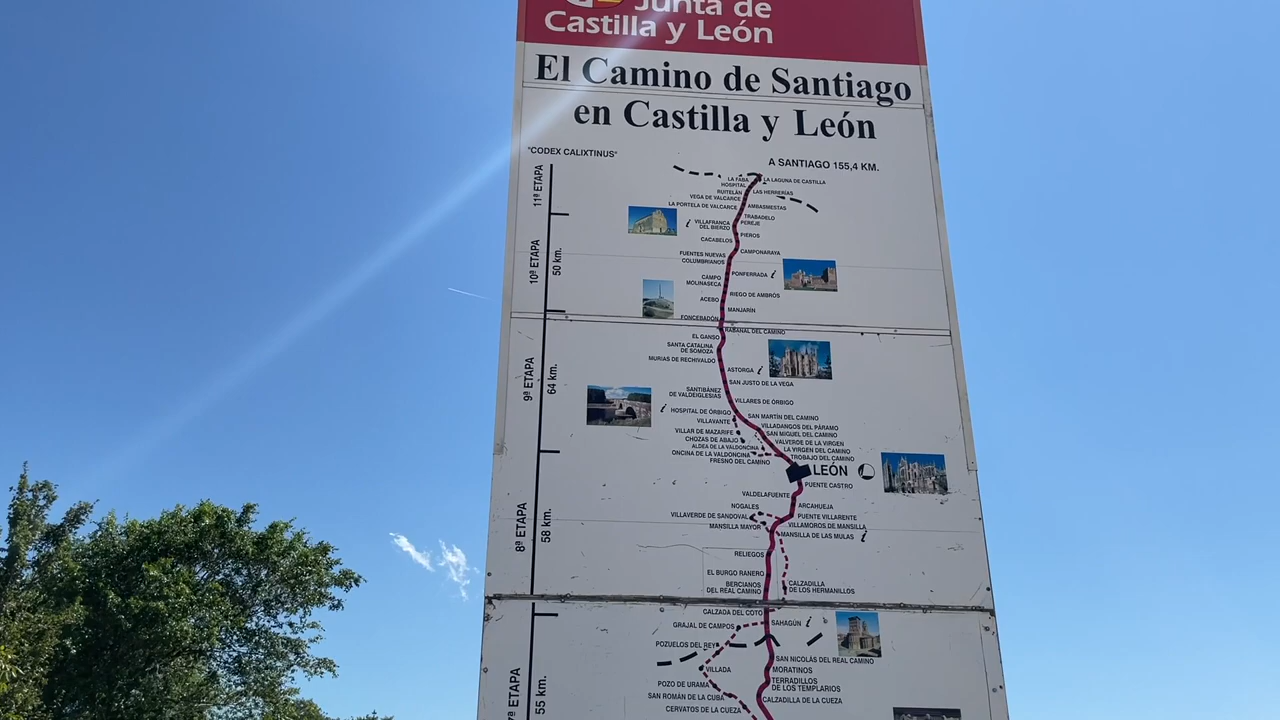 Junta de
Castilla y León
El Camino de Santiago
en Castilla y León
"CODEX CALIXTINUS"
A SANTIAGO 155,4 KM.
11ª ETAPA
LA FABA
LA LAGUNA DE CASTILLA
HOSPITAL
RUITELÁN
LAS HERRERÍAS
VEGA DE VALCARCE
LA PORTELA DE VALCARCE
AMBASMESTAS
TRABADELO
PEREJE
VILLAFRANCA
DEL BIERZO
i
PIEROS
CACABELOS
10ª ETAPA
50 km.
CAMPONARAYA
FUENTES NUEVAS
COLUMBRIANOS
PONFERRADA i
CAMPO
MOLINASECA
RIEGO DE AMBRÓS
ACEBO
MANJARÍN
FONCEBADÓN
RABANAL DEL CAMINO
EL GANSO
SANTA CATALINA
DE SOMOZA
MURIAS DE RECHIVALDO
9ª ETAPA
64 km.
ASTORGA i
SAN JUSTO DE LA VEGA
SANTIBÁNEZ
DE VALDEIGLESIAS
VILLARES DE ÓRBIGO
i HOSPITAL DE ÓRBIGO
SAN MARTÍN DEL CAMINO
VILLAVANTE
VILLADANGOS DEL PÁRAMO
VILLAR DE MAZARIFE
SAN MIGUEL DEL CAMINO
CHOZAS DE ABAJO
VALVERDE DE LA VIRGEN
ALDEA DE LA VALDONCINA
LA VIRGEN DEL CAMINO
ONCINA DE LA VALDONCINA
TROBAJO DEL CAMINO
FRESNO DEL CAMINO
LEÓN
PUENTE CASTRO
VALDELAFUENTE
NOGALES
ARCAHUEJA
VILLAVERDE DE SANDOVAL
PUENTE VILLARENTE
MANSILLA MAYOR
VILLAMOROS DE MANSILLA
MANSILLA DE LAS MULAS i
8ª ETAPA
58 km.
RELIEGOS
EL BURGO RANERO
BERCIANOS
DEL REAL CAMINO
CALZADILLA
DE LOS HERMANILLOS
CALZADA DEL COTO
GRAJAL DE CAMPOS
SAHAGÚN i
POZUELOS DEL REY
SAN NICOLÁS DEL REAL CAMINO
VILLADA
MORATINOS
POZO DE URAMA
TERRADILLOS
DE LOS TEMPLARIOS
SAN ROMÁN DE LA CUBA
CALZADILLA DE LA CUEZA
CERVATOS DE LA CUEZA
7ª ETAPA
55 km.